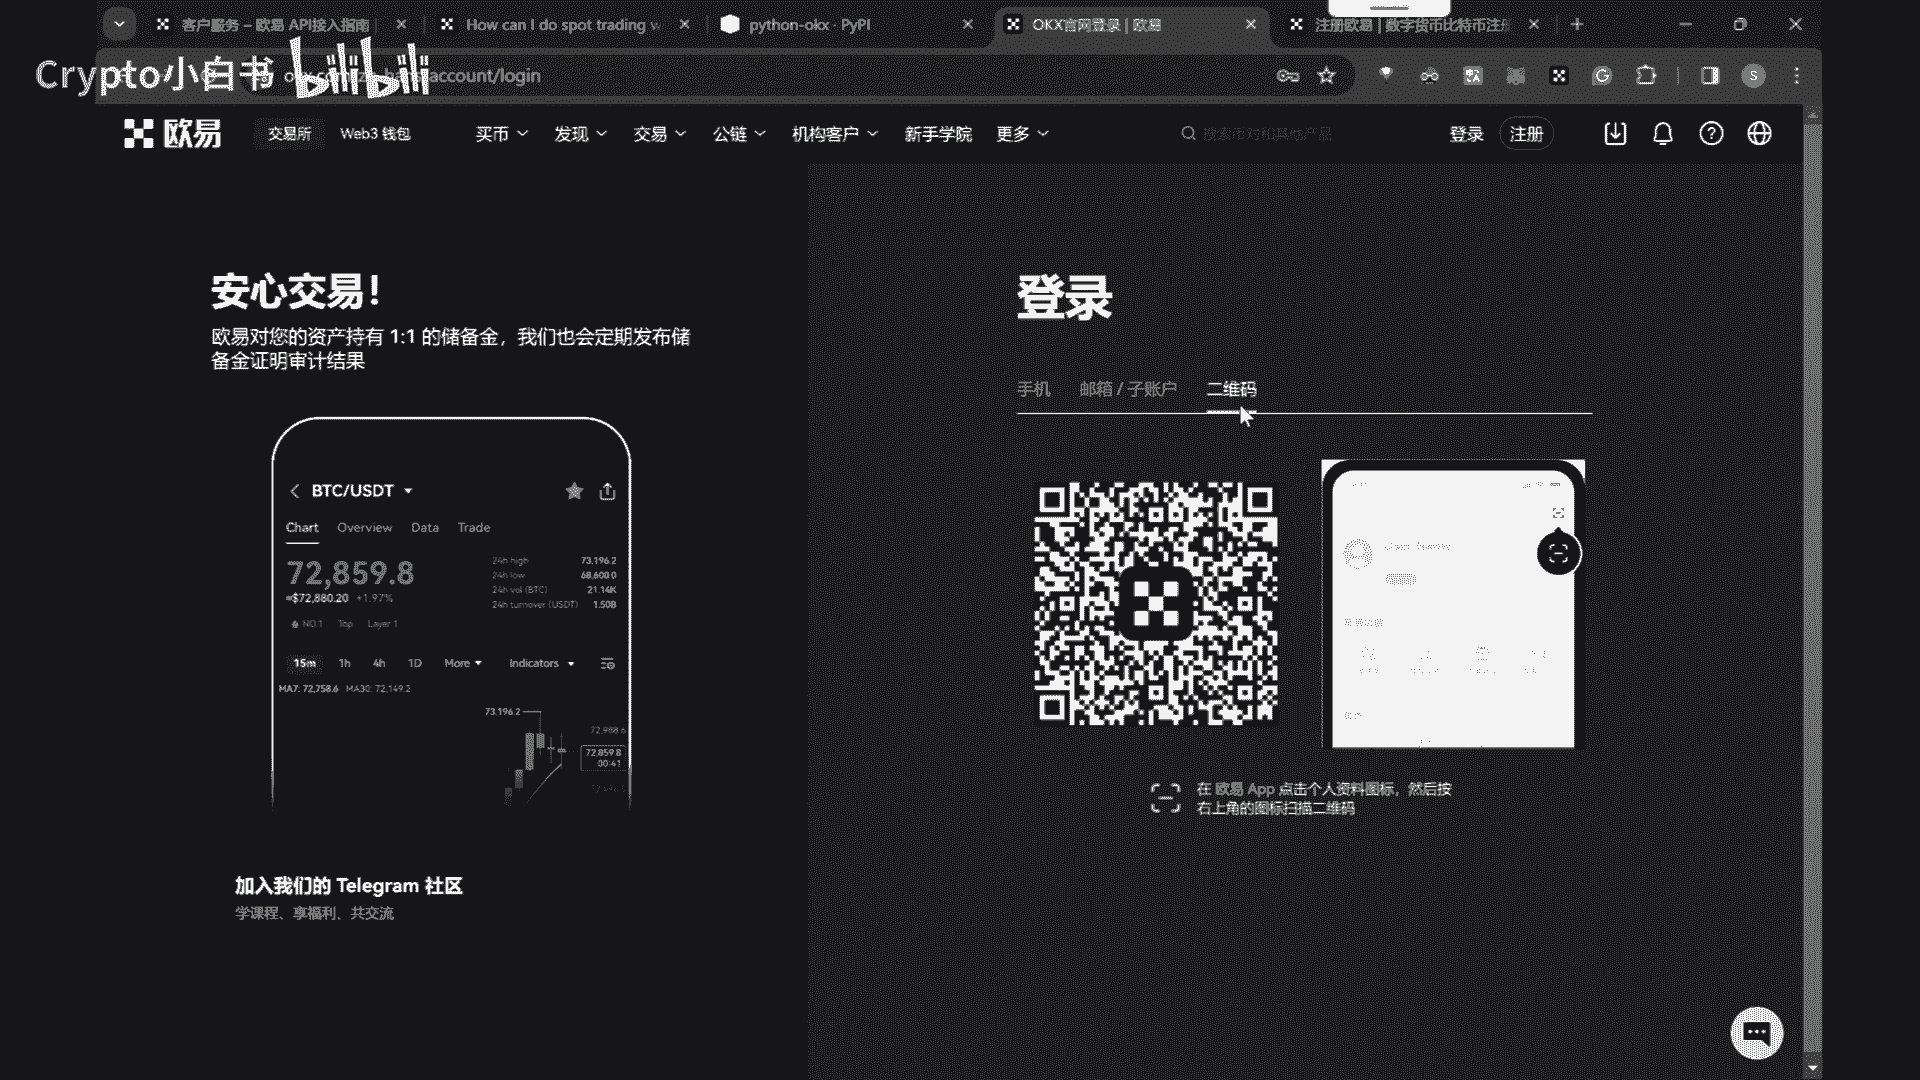 客户服务 – 欧易 API接入指南
How can I do spot trading w
python-okx · PyPI
OKX官网登录 | 欧易
注册欧易 | 数字货币比特币注册
Crypto小白书 bilibili
account/login
S
欧易
交易所
Web3 钱包
买币
发现
交易
公链
机构客户
新手学院
更多
搜索币对和其他产品
登录
注册
安心交易！
欧易对您的资产持有 1:1 的储备金，我们也会定期发布储
备金证明审计结果
BTC/USDT
Chart Overview Data Trade
72,859.8
≈$72,880.20 +1.97%
24h high 73,196.2
24h low 68,600.0
24h vol (BTC) 21.14K
24h turnover (USDT) 1.50B
NO.1 Top Layer 1
15m 1h 4h 1D More Indicators
MA7: 72,758.6 MA30: 72,149.2
73,196.2
72,988.6
72,859.8
00:41
加入我们的 Telegram 社区
学课程、享福利、共交流
登录
手机
邮箱 / 子账户
二维码
在 欧易 App 点击个人资料图标，然后按
右上角的图标扫描二维码